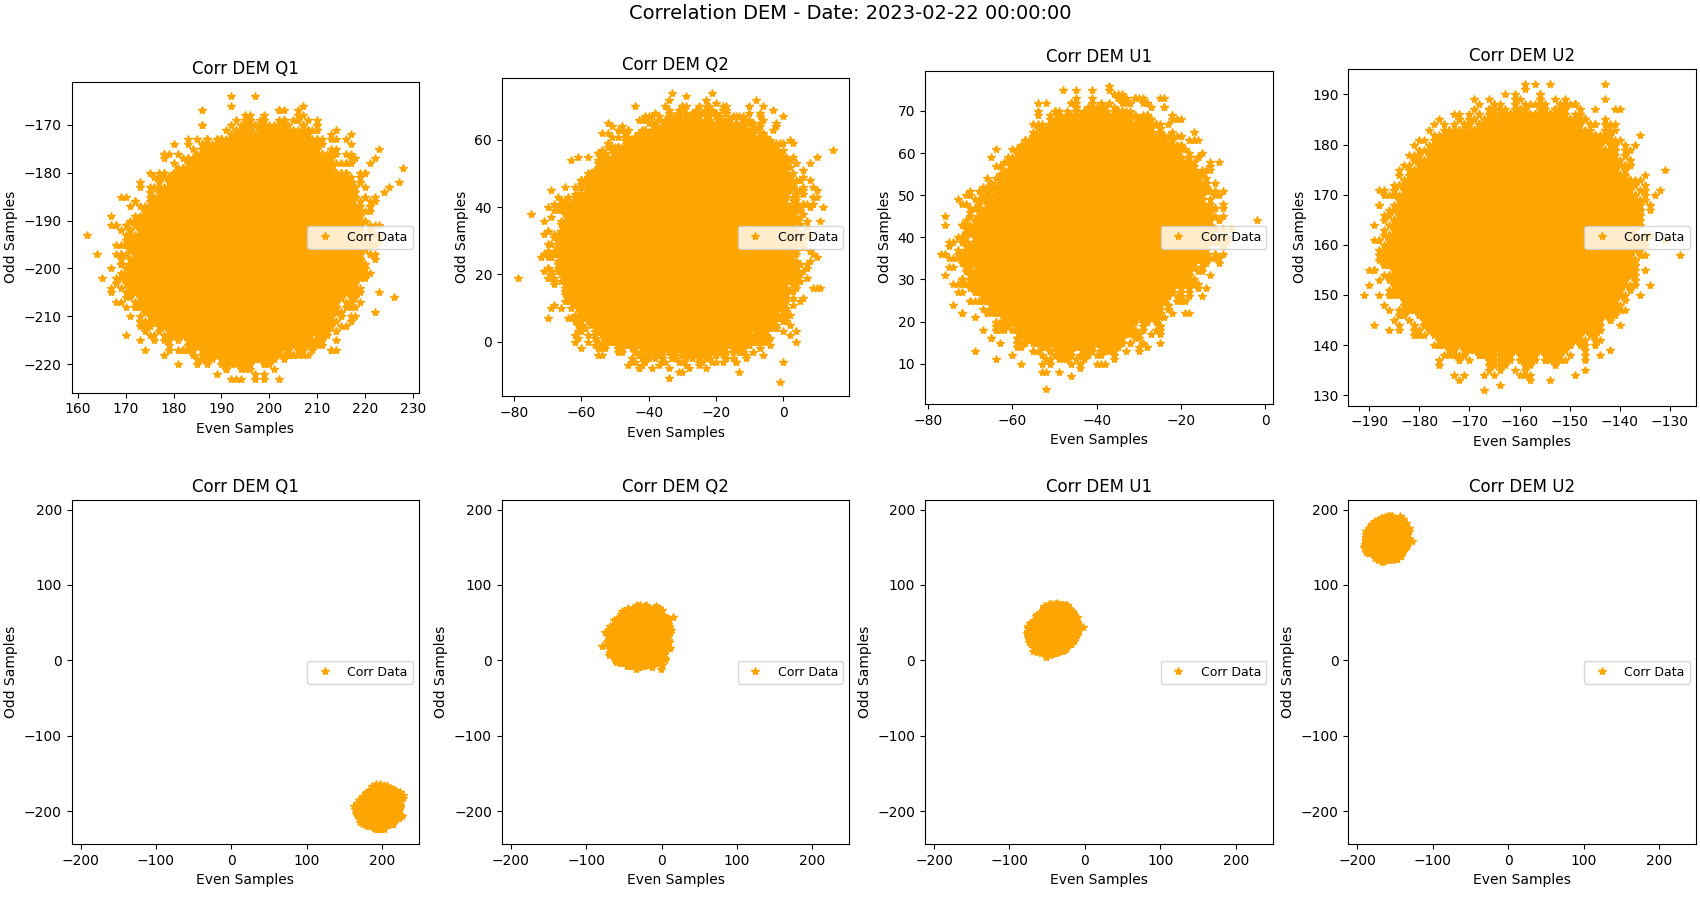 Correlation DEM - Date: 2023-02-22 00:00:00
Corr DEM Q1
Odd Samples
−170
−180
−190
−200
−210
−220
160 170 180 190 200 210 220 230
Even Samples
Corr Data
Corr DEM Q2
Odd Samples
60
40
20
0
−80 −60 −40 −20 0
Even Samples
Corr Data
Corr DEM U1
Odd Samples
70
60
50
40
30
20
10
−80 −60 −40 −20 0
Even Samples
Corr Data
Corr DEM U2
Odd Samples
190
180
170
160
150
140
130
−190 −180 −170 −160 −150 −140 −130
Even Samples
Corr Data
Corr DEM Q1
Odd Samples
200
100
0
−100
−200
−200 −100 0 100 200
Even Samples
Corr Data
Corr DEM Q2
Odd Samples
200
100
0
−100
−200
−200 −100 0 100 200
Even Samples
Corr Data
Corr DEM U1
Odd Samples
200
100
0
−100
−200
−200 −100 0 100 200
Even Samples
Corr Data
Corr DEM U2
Odd Samples
200
100
0
−100
−200
−200 −100 0 100 200
Even Samples
Corr Data